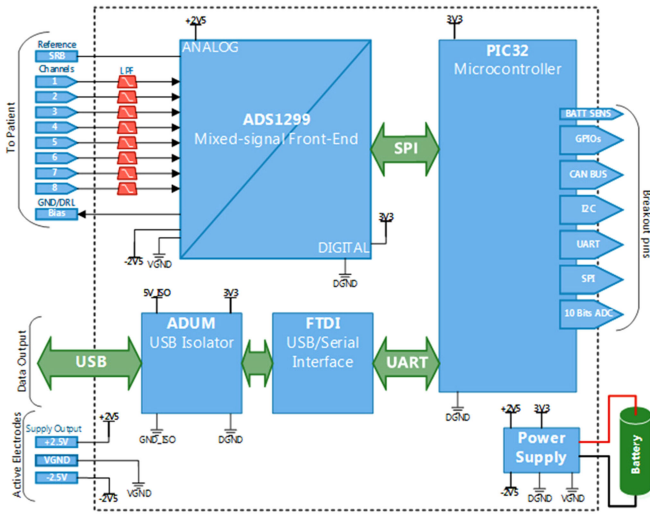 +2V5
3V3
Reference
SRB
Channels
LPF
1
2
3
4
5
6
7
8
GND/DRL
Bias
To Patient
ANALOG
ADS1299
Mixed-signal Front-End
DIGITAL
3V3
-2V5
VGND
DGND
SPI
PIC32
Microcontroller
BATT SENS
GPIOs
CAN BUS
I2C
UART
SPI
10 Bits ADC
Breakout pins
5V_ISO
3V3
ADUM
USB Isolator
FTDI
USB/Serial
Interface
USB
UART
Data Output
GND_ISO
DGND
DGND
Active Electrodes
Supply Output
+2V5
+2.5V
VGND
-2.5V
-2V5
VGND
+2V5
3V3
Power
Supply
-2V5
DGND
VGND
Battery